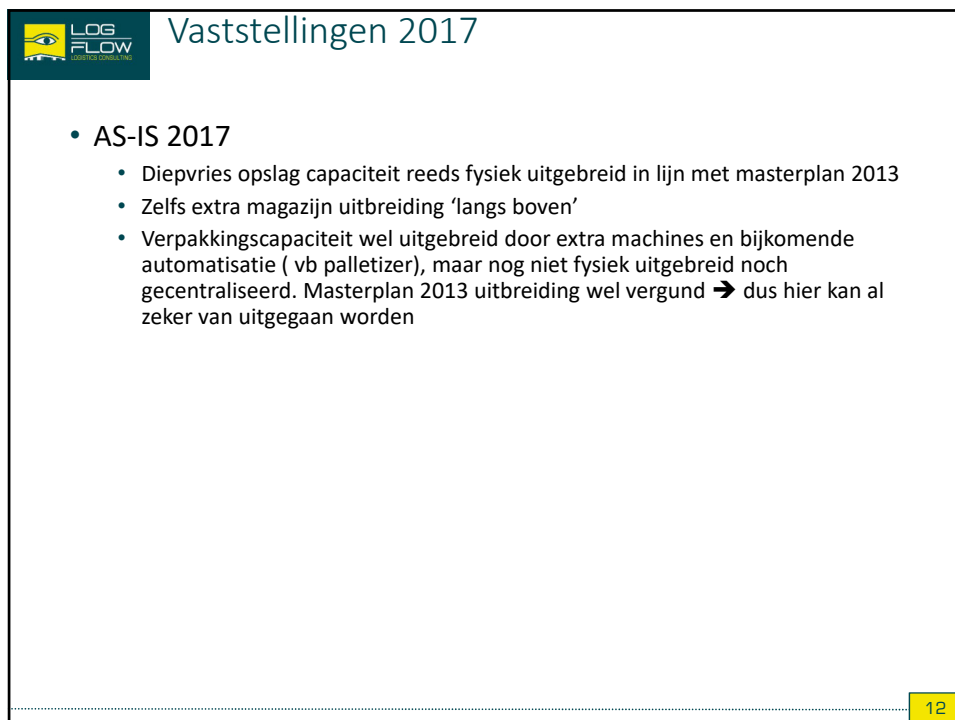 LOG
FLOW
LOGISTICS CONSULTING
Vaststellingen 2017
• AS-IS 2017
• Diepvries opslag capaciteit reeds fysiek uitgebreid in lijn met masterplan 2013
• Zelfs extra magazijn uitbreiding ‘langs boven’
• Verpakkingscapaciteit wel uitgebreid door extra machines en bijkomende
automatisatie ( vb palletizer), maar nog niet fysiek uitgebreid noch
gecentraliseerd. Masterplan 2013 uitbreiding wel vergund ➔ dus hier kan al
zeker van uitgegaan worden
12